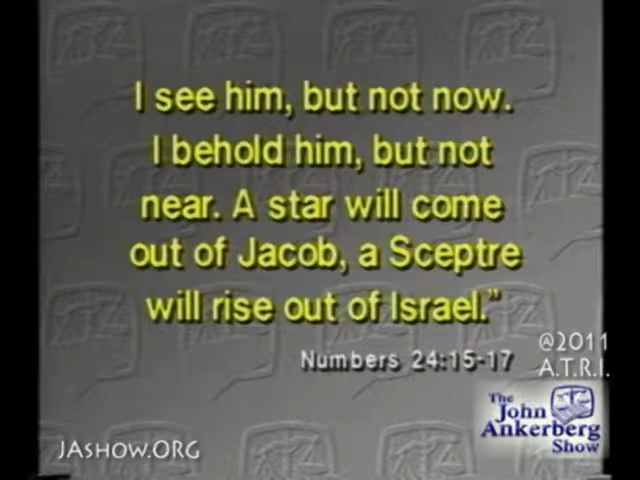 I see him, but not now.
I behold him, but not
near. A star will come
out of Jacob, a Sceptre
will rise out of Israel."
Numbers 24:15-17
@2011
A.T.R.I.
The
John
Ankerberg
Show
JAshow.ORG